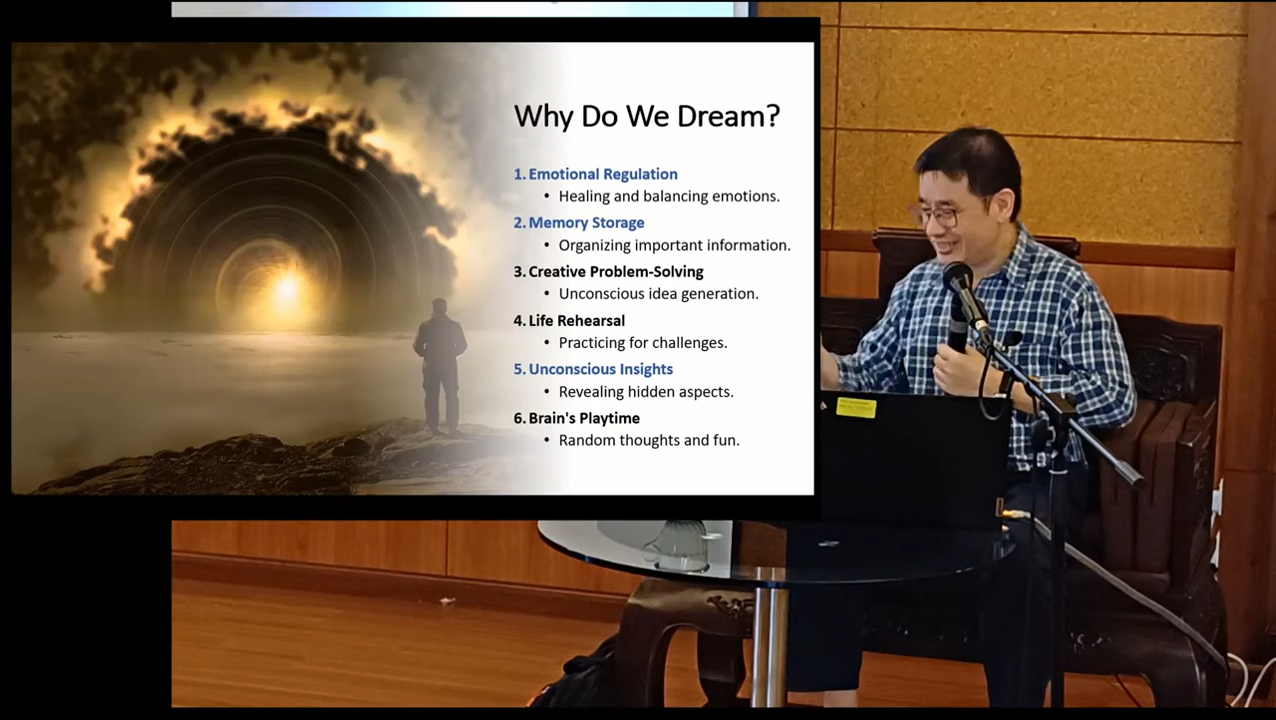 Why Do We Dream?
1. Emotional Regulation
• Healing and balancing emotions.
2. Memory Storage
• Organizing important information.
3. Creative Problem-Solving
• Unconscious idea generation.
4. Life Rehearsal
• Practicing for challenges.
5. Unconscious Insights
• Revealing hidden aspects.
6. Brain's Playtime
• Random thoughts and fun.